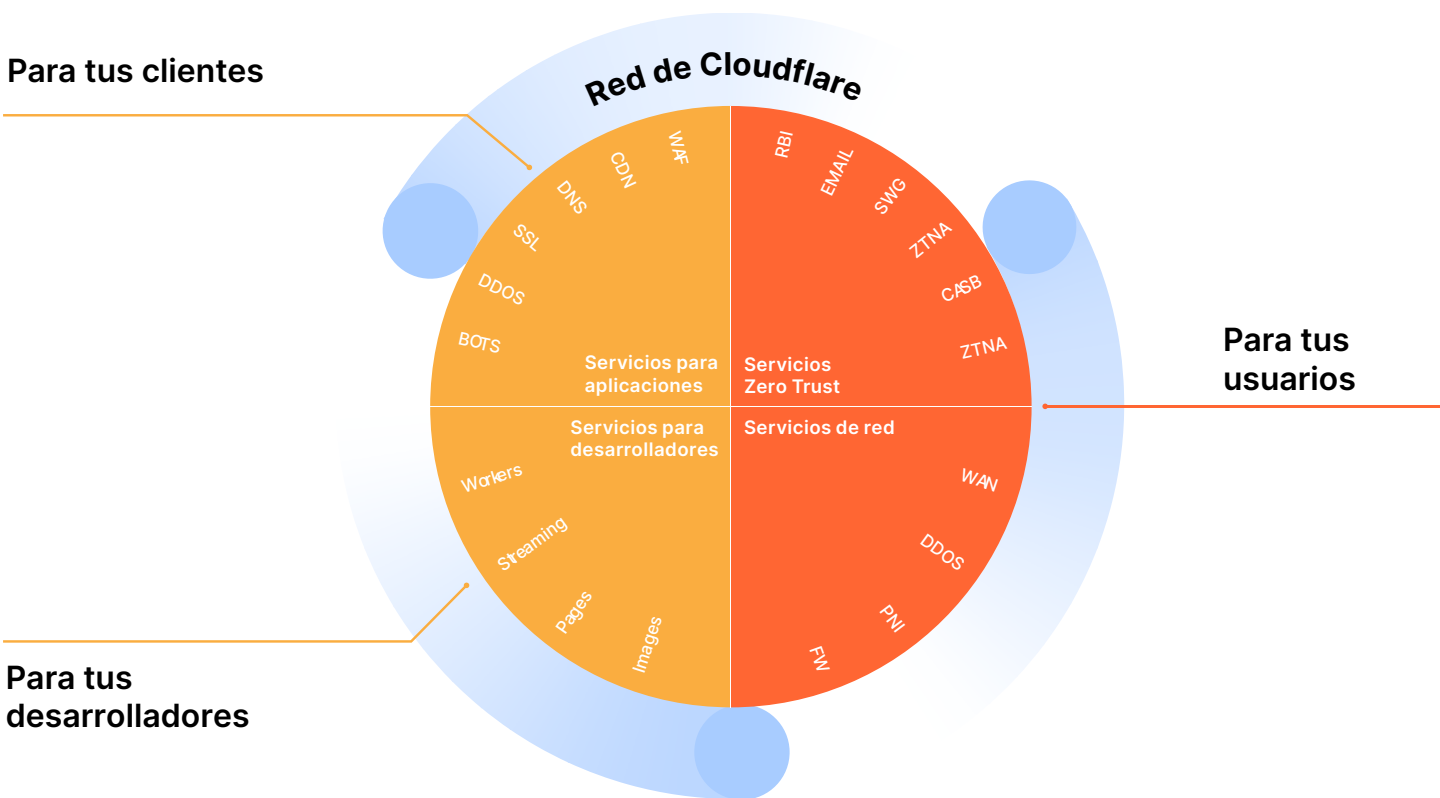 Para tus clientes
Red de Cloudflare
WAF
CDN
DNS
SSL
DDOS
BOTS
Servicios para
aplicaciones
RBI
EMAIL
SWG
ZTNA
CASB
ZTNA
Servicios
Zero Trust
Para tus
usuarios
Servicios para
desarrolladores
Workers
Streaming
Pages
Images
Servicios de red
WAN
DDOS
PNI
FW
Para tus
desarrolladores